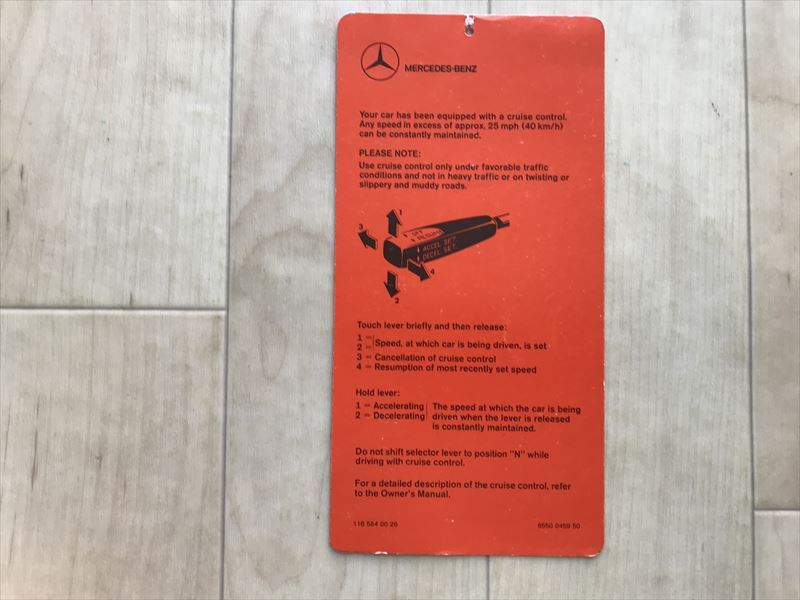 MERCEDES-BENZ
Your car has been equipped with a cruise control.
Any speed in excess of approx. 25 mph (40 km/h)
can be constantly maintained.
PLEASE NOTE:
Use cruise control only under favorable traffic
conditions and not in heavy traffic or on twisting or
slippery and muddy roads.
1
3
OFF
RESUME
ACCEL SET
DECEL SET
4
2
Touch lever briefly and then release:
1 =
2 =
Speed, at which car is being driven, is set
3 = Cancellation of cruise control
4 = Resumption of most recently set speed
Hold lever:
1 = Accelerating
2 = Decelerating
The speed at which the car is being
driven when the lever is released
is constantly maintained.
Do not shift selector lever to position "N" while
driving with cruise control.
For a detailed description of the cruise control, refer
to the Owner's Manual.
116 584 00 26
6550 0459 50